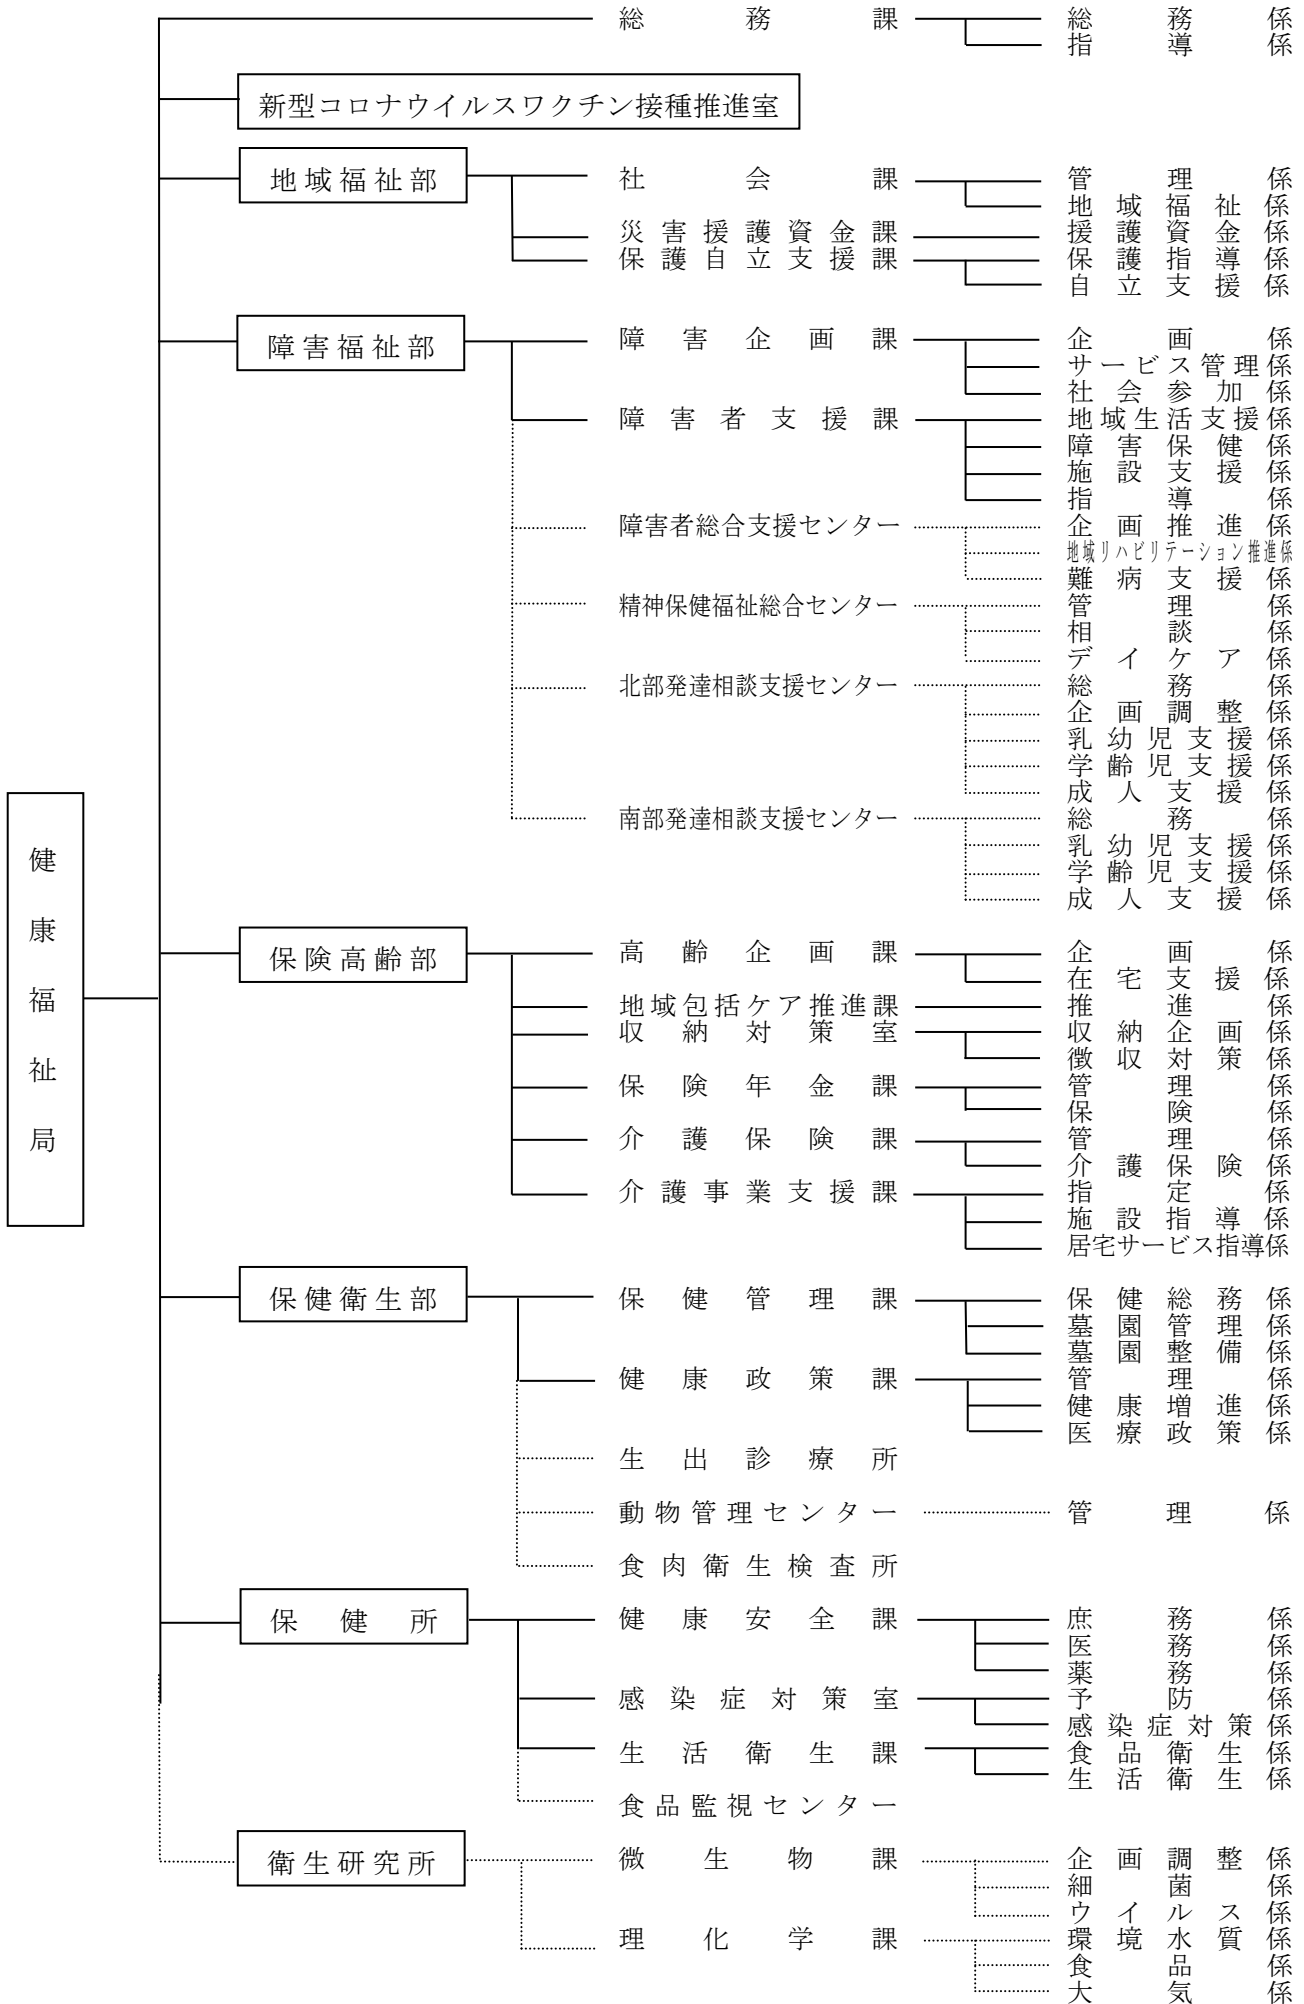 総務課 総務係
指導係
新型コロナウイルスワクチン接種推進室
地域福祉部 社会課 管理係
地域福祉係
災害援護資金課 援護資金係
保護自立支援課 保護指導係
自立支援係
障害福祉部 障害企画課 企画係
サービス管理係
社会参加係
障害者支援課 地域生活支援係
障害保健係
施設支援係
指導係
障害者総合支援センター 企画推進係
地域リハビリテーション推進係
難病支援係
精神保健福祉総合センター 管理係
相談係
デイケア係
北部発達相談支援センター 総務係
企画調整係
乳幼児支援係
学齢児支援係
成人支援係
南部発達相談支援センター 総務係
乳幼児支援係
学齢児支援係
成人支援係
健康福祉局
保険高齢部 高齢企画課 企画係
在宅支援係
地域包括ケア推進課 推進係
収納対策室 収納企画係
徴収対策係
保険年金課 管理係
保険係
介護保険課 管理係
介護保険係
介護事業支援課 指定係
施設指導係
居宅サービス指導係
保健衛生部 保健管理課 保健総務係
墓園管理係
墓園整備係
健康政策課 管理係
健康増進係
医療政策係
生出診療所
動物管理センター 管理係
食肉衛生検査所
保健所 健康安全課 庶務係
医務係
薬務係
感染症対策室 予防係
感染症対策係
生活衛生課 食品衛生係
生活衛生係
食品監視センター
衛生研究所 微生物課 企画調整係
細菌係
ウイルス係
理化学課 環境水質係
食品係
大気係